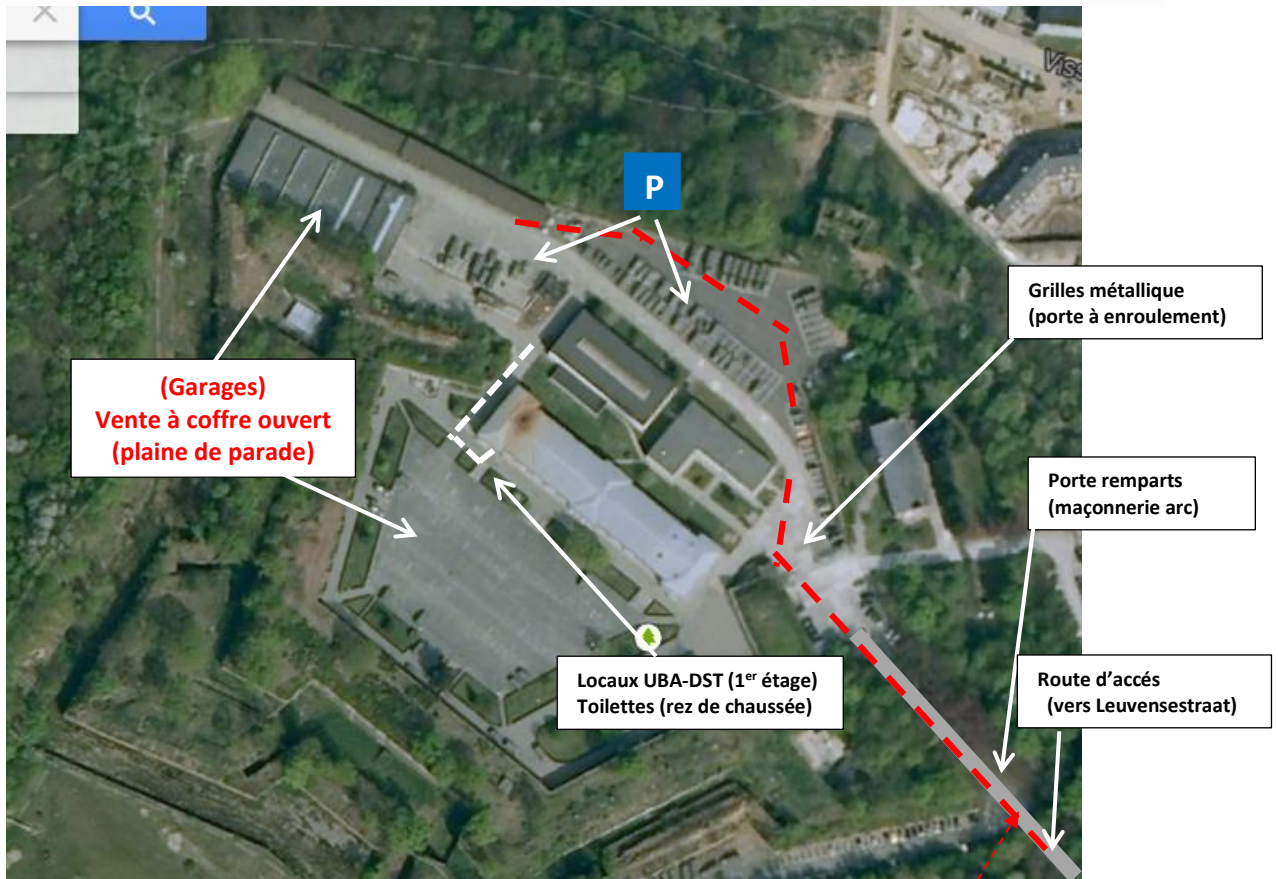 Viss
P
Grilles métallique
(porte à enroulement)
(Garages)
Vente à coffre ouvert
(plaine de parade)
Porte remparts
(maçonnerie arc)
Locaux UBA-DST (1er étage)
Toilettes (rez de chaussée)
Route d'accés
(vers Leuvensestraat)